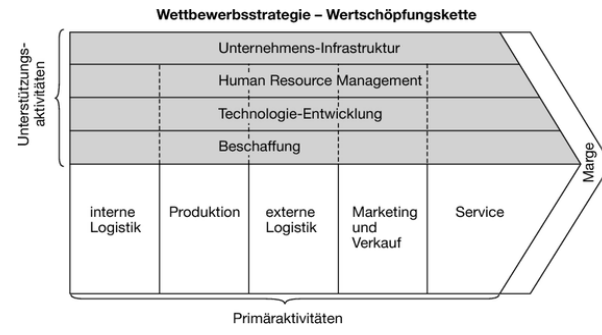 Wettbewerbsstrategie – Wertschöpfungskette
Unterstützungs-
aktivitäten
Unternehmens-Infrastruktur
Human Resource Management
Technologie-Entwicklung
Beschaffung
interne
Logistik
Produktion
externe
Logistik
Marketing
und
Verkauf
Service
Marge
Primäraktivitäten